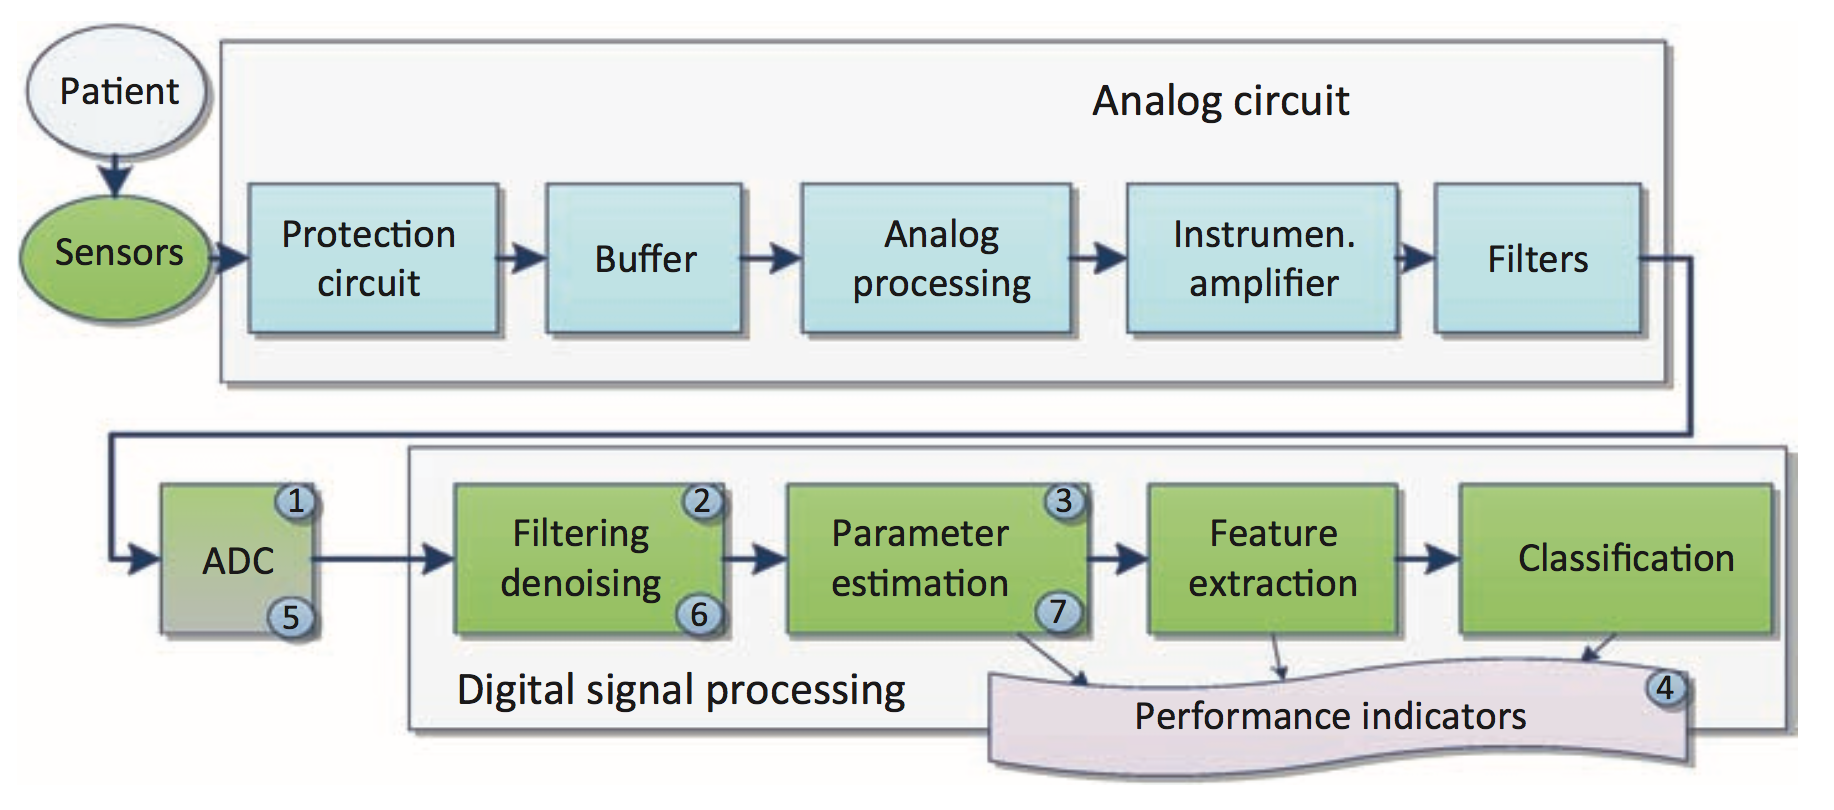 Patient
Analog circuit
Sensors
Protection
circuit
Buffer
Analog
processing
Instrumen.
amplifier
Filters
1
ADC
5
2
Filtering
denoising
6
3
Parameter
estimation
7
Feature
extraction
Classification
Digital signal processing
4
Performance indicators